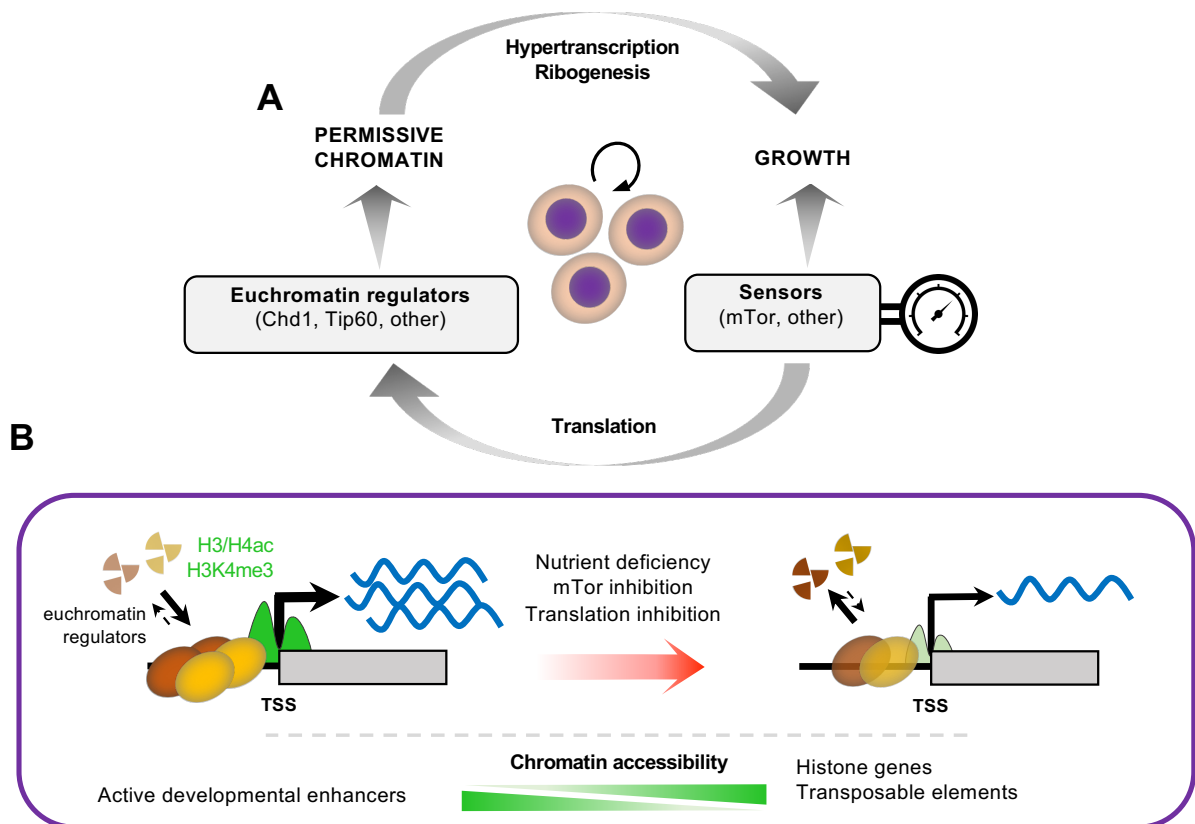 A
Hypertranscription
Ribogenesis
PERMISSIVE
CHROMATIN
GROWTH
Euchromatin regulators
(Chd1, Tip60, other)
Sensors
(mTor, other)
Translation
B
H3/H4ac
H3K4me3
euchromatin
regulators
TSS
Nutrient deficiency
mTor inhibition
Translation inhibition
TSS
Chromatin accessibility
Active developmental enhancers
Histone genes
Transposable elements